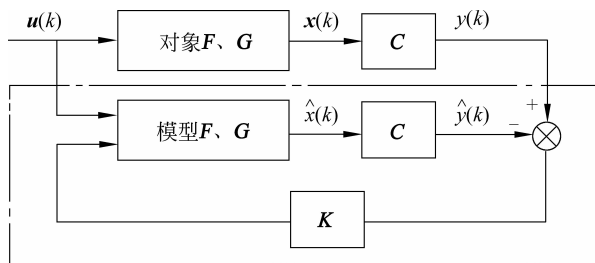 u(k)
对象F、G
x(k)
C
y(k)
+
模型F、G
x̂(k)
C
ŷ(k)
−
K